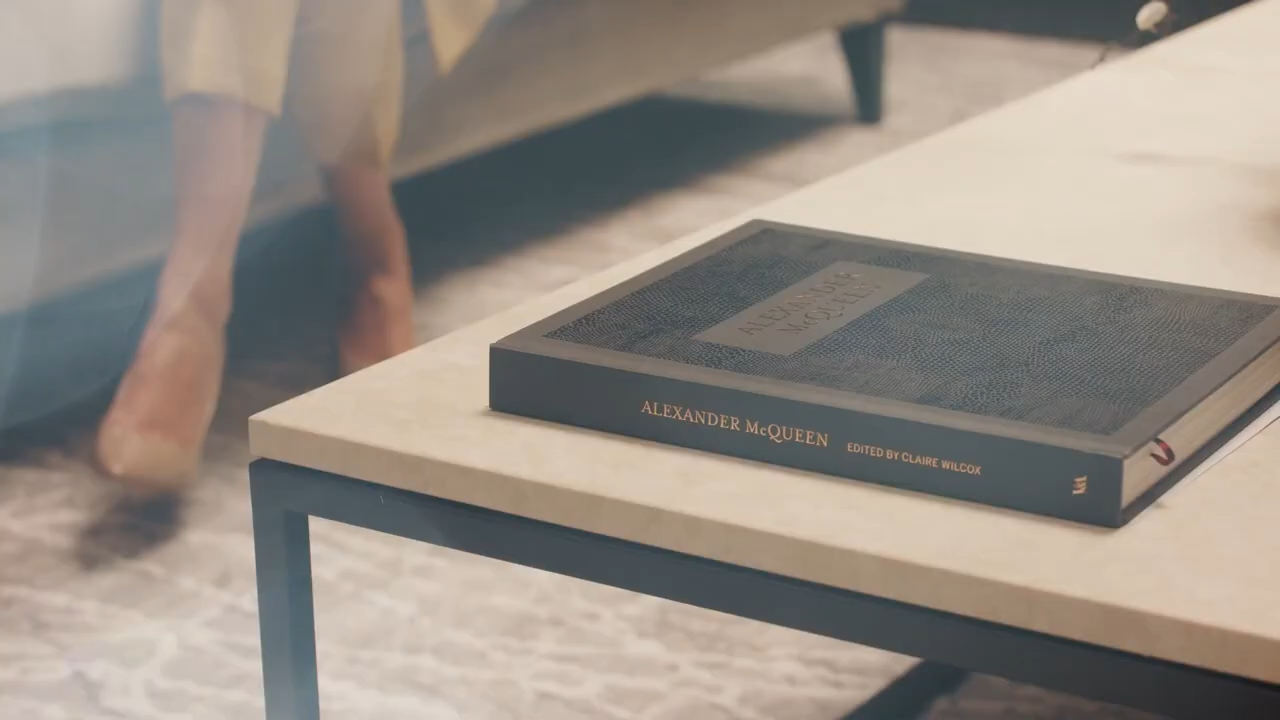 ALEXANDER
McQUEEN
ALEXANDER McQUEEN EDITED BY CLAIRE WILCOX
V&A